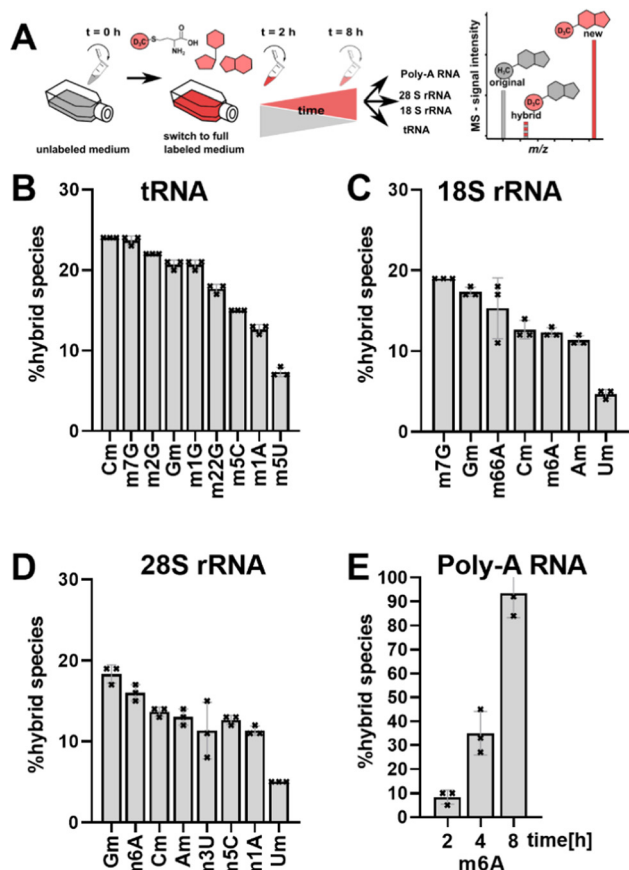 A
t = 0 h
D₃C
S
O
OH
NH₂
t = 2 h
t = 8 h
unlabeled medium
switch to full
labeled medium
time
Poly-A RNA
28 S rRNA
18 S rRNA
tRNA
MS - signal intensity
H₃C
original
D₃C
hybrid
D₃C
new
m/z
B
tRNA
%hybrid species
30
20
10
0
Cm m7G m2G Gm m1G m22G m5C m1A m5U
C
18S rRNA
%hybrid species
30
20
10
0
m7G Gm m66A Cm m6A Am Um
D
28S rRNA
%hybrid species
30
20
10
0
Gm m6A Cm Am m3U m5C m1A Um
E
Poly-A RNA
%hybrid species
100
90
80
70
60
50
40
30
20
10
0
2 4 8 time[h]
m6A